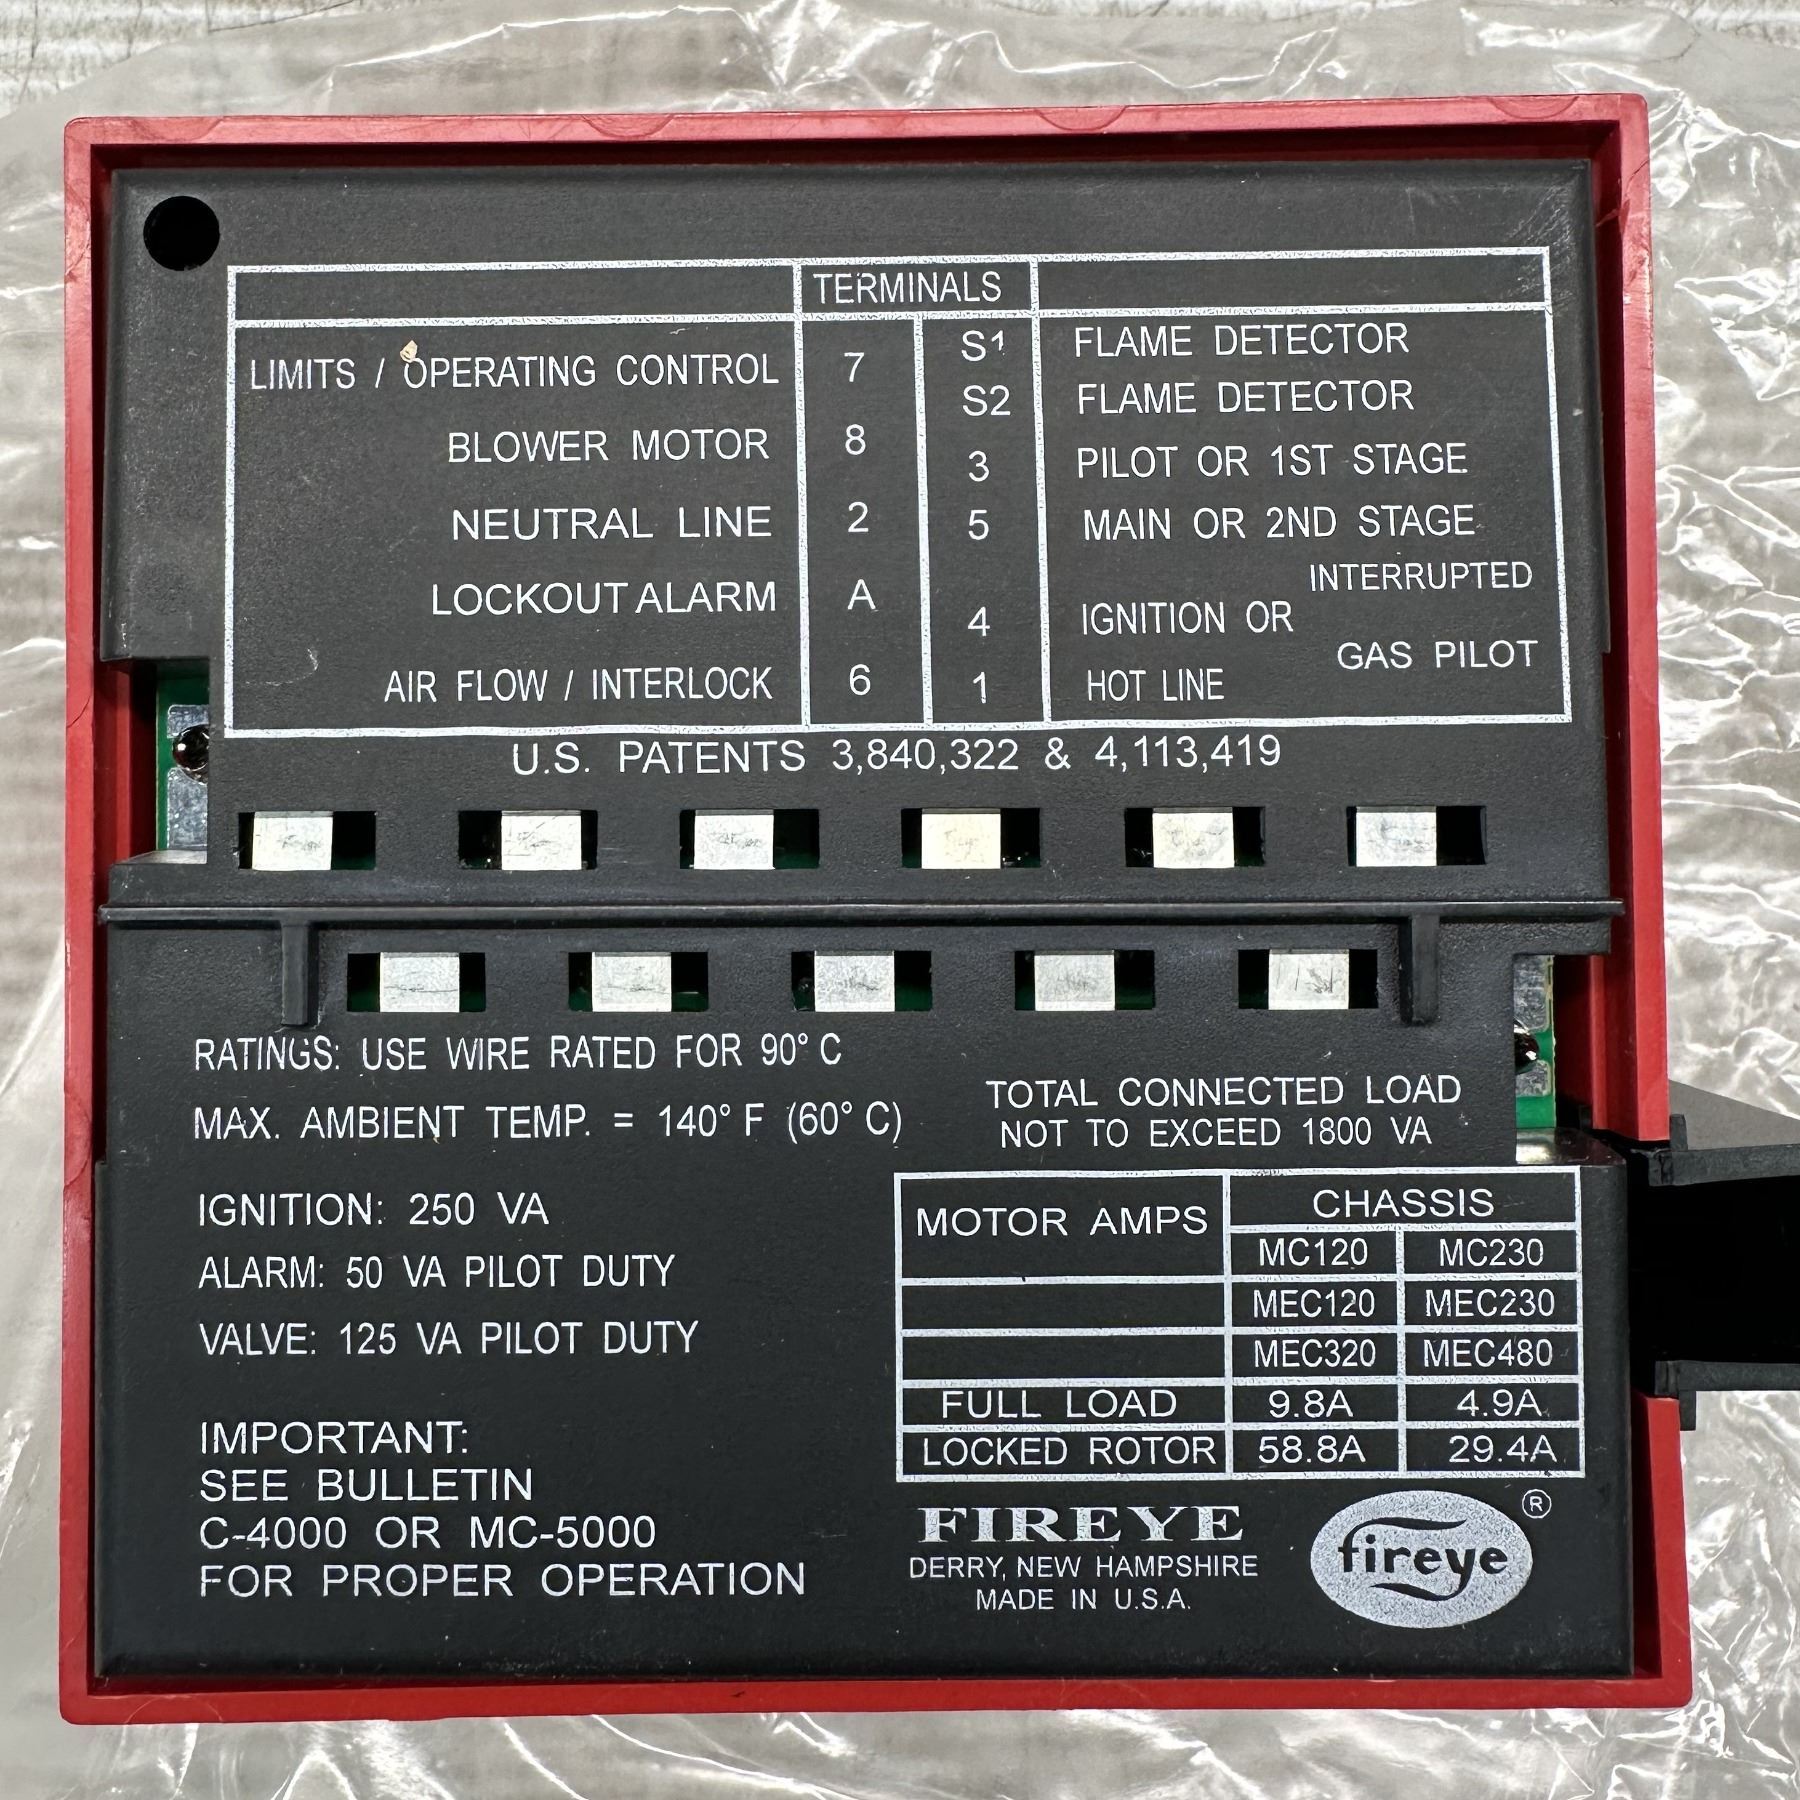 TERMINALS
LIMITS / OPERATING CONTROL 7
BLOWER MOTOR 8
NEUTRAL LINE 2
LOCKOUT ALARM A
AIR FLOW / INTERLOCK 6
S1 FLAME DETECTOR
S2 FLAME DETECTOR
3 PILOT OR 1ST STAGE
5 MAIN OR 2ND STAGE
INTERRUPTED
4 IGNITION OR
GAS PILOT
1 HOT LINE
U.S. PATENTS 3,840,322 & 4,113,419
RATINGS: USE WIRE RATED FOR 90° C
MAX. AMBIENT TEMP. = 140° F (60° C)
IGNITION: 250 VA
ALARM: 50 VA PILOT DUTY
VALVE: 125 VA PILOT DUTY
IMPORTANT:
SEE BULLETIN
C-4000 OR MC-5000
FOR PROPER OPERATION
TOTAL CONNECTED LOAD
NOT TO EXCEED 1800 VA
MOTOR AMPS CHASSIS
MC120 MC230
MEC120 MEC230
MEC320 MEC480
FULL LOAD 9.8A 4.9A
LOCKED ROTOR 58.8A 29.4A
FIREYE
DERRY, NEW HAMPSHIRE
MADE IN U.S.A.
fireye ®